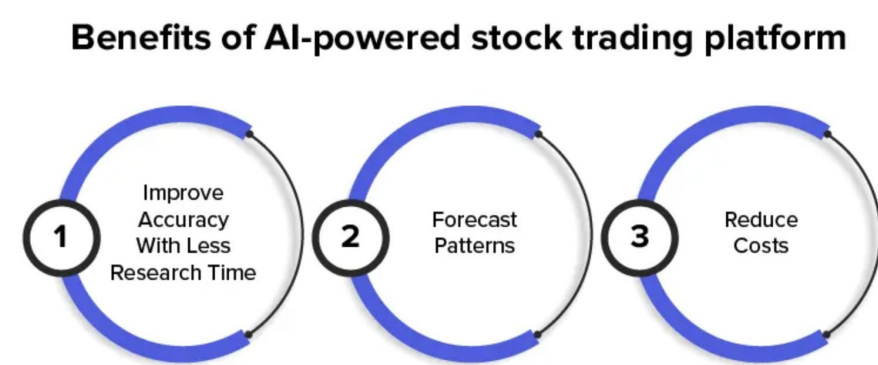 Benefits of AI-powered stock trading platform
1
Improve
Accuracy
With Less
Research Time
2
Forecast
Patterns
3
Reduce
Costs